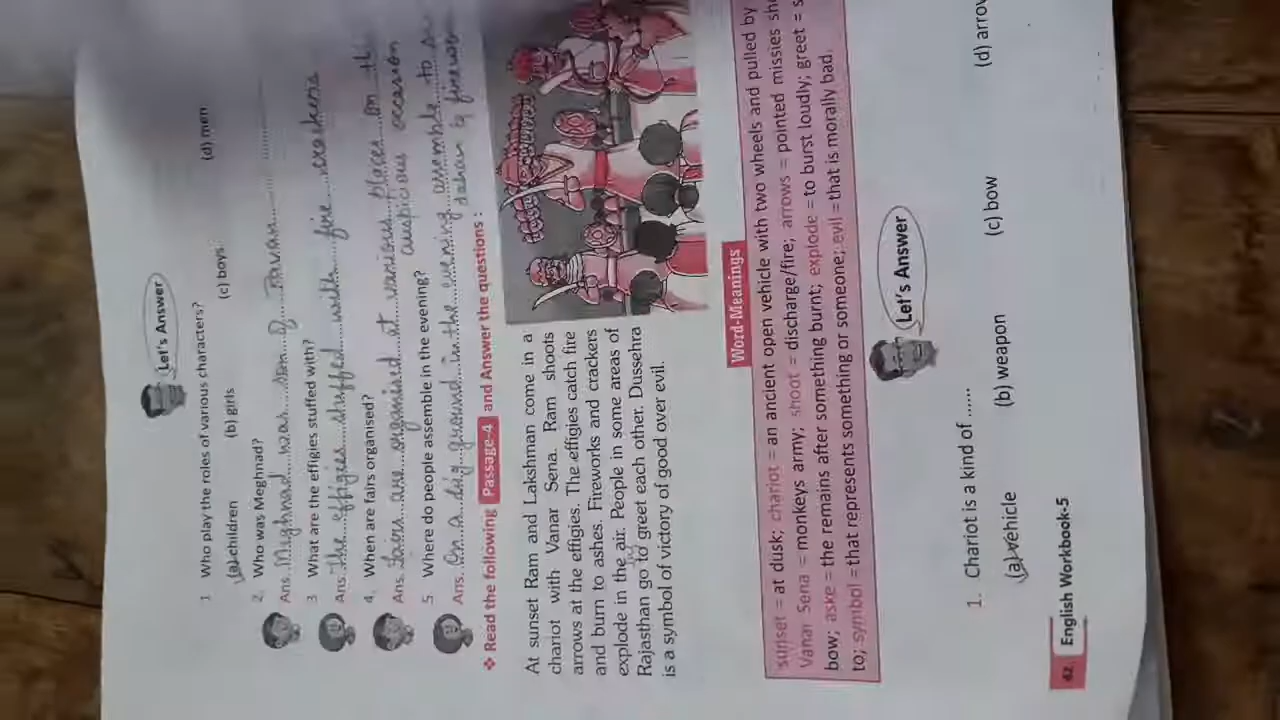 Let's Answer
1 Who play the roles of various characters?
(a) children (b) girls (c) boys (d) men
2. Who was Meghnad?
Ans. Mighnad was son of Ravan
3 What are the effigies stuffed with?
Ans. The effigies stuffed with fire crackers
4. When are fairs organised?
Ans. fairs are organised at various places on th
auspicious occasion
5 Where do people assemble in the evening?
Ans. On a big ground in the evening assemble to
dahan of firewor
❖ Read the following Passage-4 and Answer the questions :
At sunset Ram and Lakshman come in a
chariot with Vanar Sena. Ram shoots
arrows at the effigies. The effigies catch fire
and burn to ashes. Fireworks and crackers
explode in the air. People in some areas of
Rajasthan go to greet each other. Dussehra
is a symbol of victory of good over evil.
Word-Meanings
sunset = at dusk; chariot = an ancient open vehicle with two wheels and pulled by
Vanar Sena = monkeys army; shoot = discharge/fire; arrows = pointed missies sh
bow; aske = the remains after something burnt; explode = to burst loudly; greet = s
to; symbol = that represents something or someone; evil = that is morally bad.
Let's Answer
1. Chariot is a kind of ......
(a) vehicle (b) weapon (c) bow (d) arrov
42 English Workbook-5